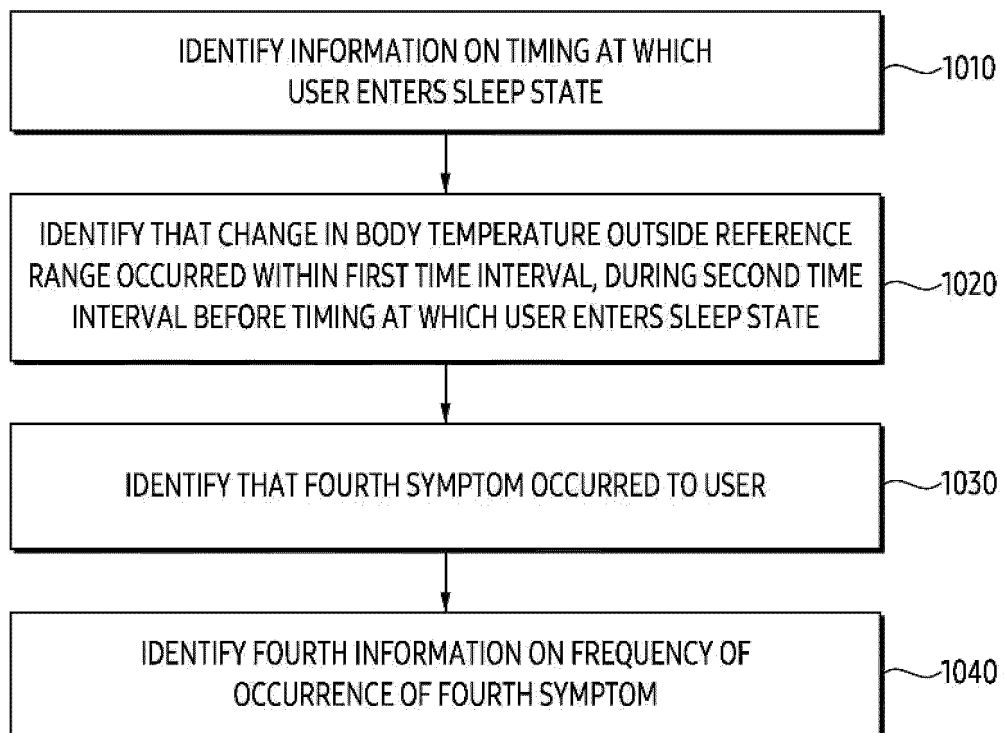 IDENTIFY INFORMATION ON TIMING AT WHICH
USER ENTERS SLEEP STATE
1010
IDENTIFY THAT CHANGE IN BODY TEMPERATURE OUTSIDE REFERENCE
RANGE OCCURRED WITHIN FIRST TIME INTERVAL, DURING SECOND TIME
INTERVAL BEFORE TIMING AT WHICH USER ENTERS SLEEP STATE
1020
IDENTIFY THAT FOURTH SYMPTOM OCCURRED TO USER
1030
IDENTIFY FOURTH INFORMATION ON FREQUENCY OF
OCCURRENCE OF FOURTH SYMPTOM
1040